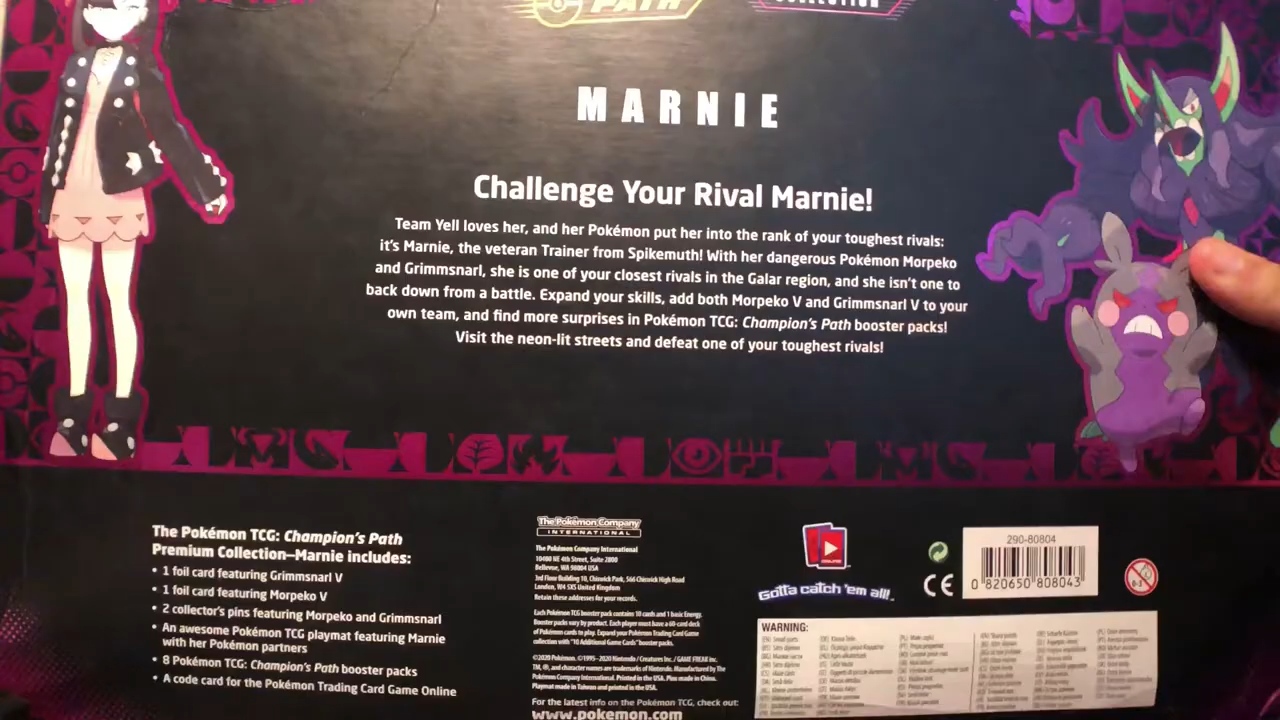 PATH
COLLECTION
MARNIE
Challenge Your Rival Marnie!
Team Yell loves her, and her Pokémon put her into the rank of your toughest rivals:
it's Marnie, the veteran Trainer from Spikemuth! With her dangerous Pokémon Morpeko
and Grimmsnarl, she is one of your closest rivals in the Galar region, and she isn't one to
back down from a battle. Expand your skills, add both Morpeko V and Grimmsnarl V to your
own team, and find more surprises in Pokémon TCG: Champion's Path booster packs!
Visit the neon-lit streets and defeat one of your toughest rivals!
The Pokémon TCG: Champion's Path
Premium Collection—Marnie includes:
• 1 foil card featuring Grimmsnarl V
• 1 foil card featuring Morpeko V
• 2 collector's pins featuring Morpeko and Grimmsnarl
• An awesome Pokémon TCG playmat featuring Marnie
with her Pokémon partners
• 8 Pokémon TCG: Champion's Path booster packs
• A code card for the Pokémon Trading Card Game Online
The Pokémon Company
INTERNATIONAL
The Pokémon Company International
10400 NE 4th Street, Suite 2800
Bellevue, WA 98004 USA
3rd Floor Building 10, Chiswick Park, 566 Chiswick High Road
London, W4 5XS United Kingdom
Retain these addresses for your records.
Each Pokémon TCG booster pack contains 10 cards and 1 basic Energy.
Booster packs vary by product. Each player must have a 60-card deck
of Pokémon cards to play. Expand your Pokémon Trading Card Game
collection with "10 Additional Game Cards" booster packs.
©2020 Pokémon. ©1995–2020 Nintendo / Creatures Inc. / GAME FREAK inc.
TM, ®, and character names are trademarks of Nintendo. Manufactured by The
Pokémon Company International. Printed in the USA. Pins made in China.
Playmat made in Taiwan and printed in the USA.
For the latest info on the Pokémon TCG, check out:
www.pokemon.com
ONLINE
Gotta catch 'em all!
CE
290-80804
0 820650 808043
0-3
WARNING: